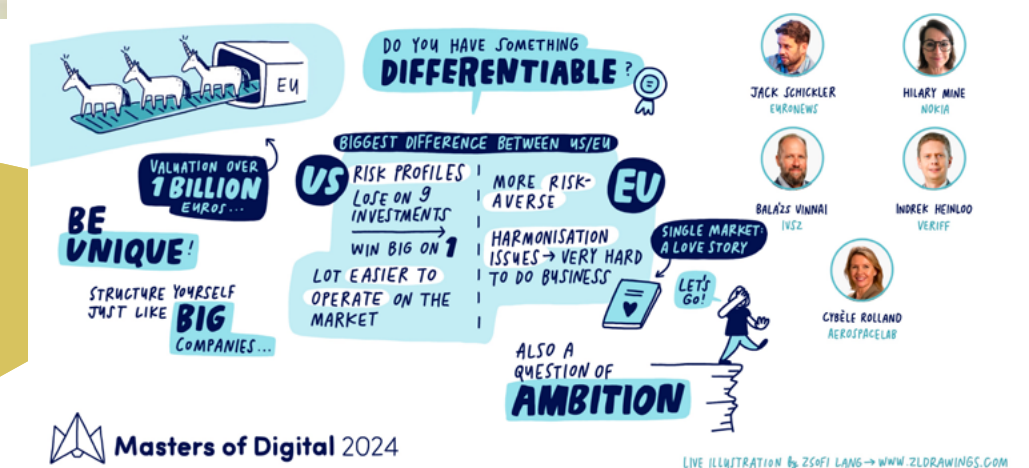 EU
DO YOU HAVE SOMETHING
DIFFERENTIABLE?
VALUATION OVER
1 BILLION
EUROS...
BE
UNIQUE!
STRUCTURE YOURSELF
JUST LIKE BIG
COMPANIES...
BIGGEST DIFFERENCE BETWEEN US/EU
US
RISK PROFILES
LOSE ON 9
INVESTMENTS
WIN BIG ON 1
LOT EASIER TO
OPERATE ON THE
MARKET
EU
MORE RISK-
AVERSE
HARMONISATION
ISSUES → VERY HARD
TO DO BUSINESS
SINGLE MARKET:
A LOVE STORY
LET'S
GO!
ALSO A
QUESTION OF
AMBITION
JACK SCHICKLER
EURONEWS
HILARY MINE
NOKIA
BALA'ZS VINNAI
IVSZ
INDREK HEINLOO
VERIFF
CYBÈLE ROLLAND
AEROSPACELAB
Masters of Digital 2024
LIVE ILLUSTRATION by ZSOFI LANG → WWW.ZLDRAWINGS.COM